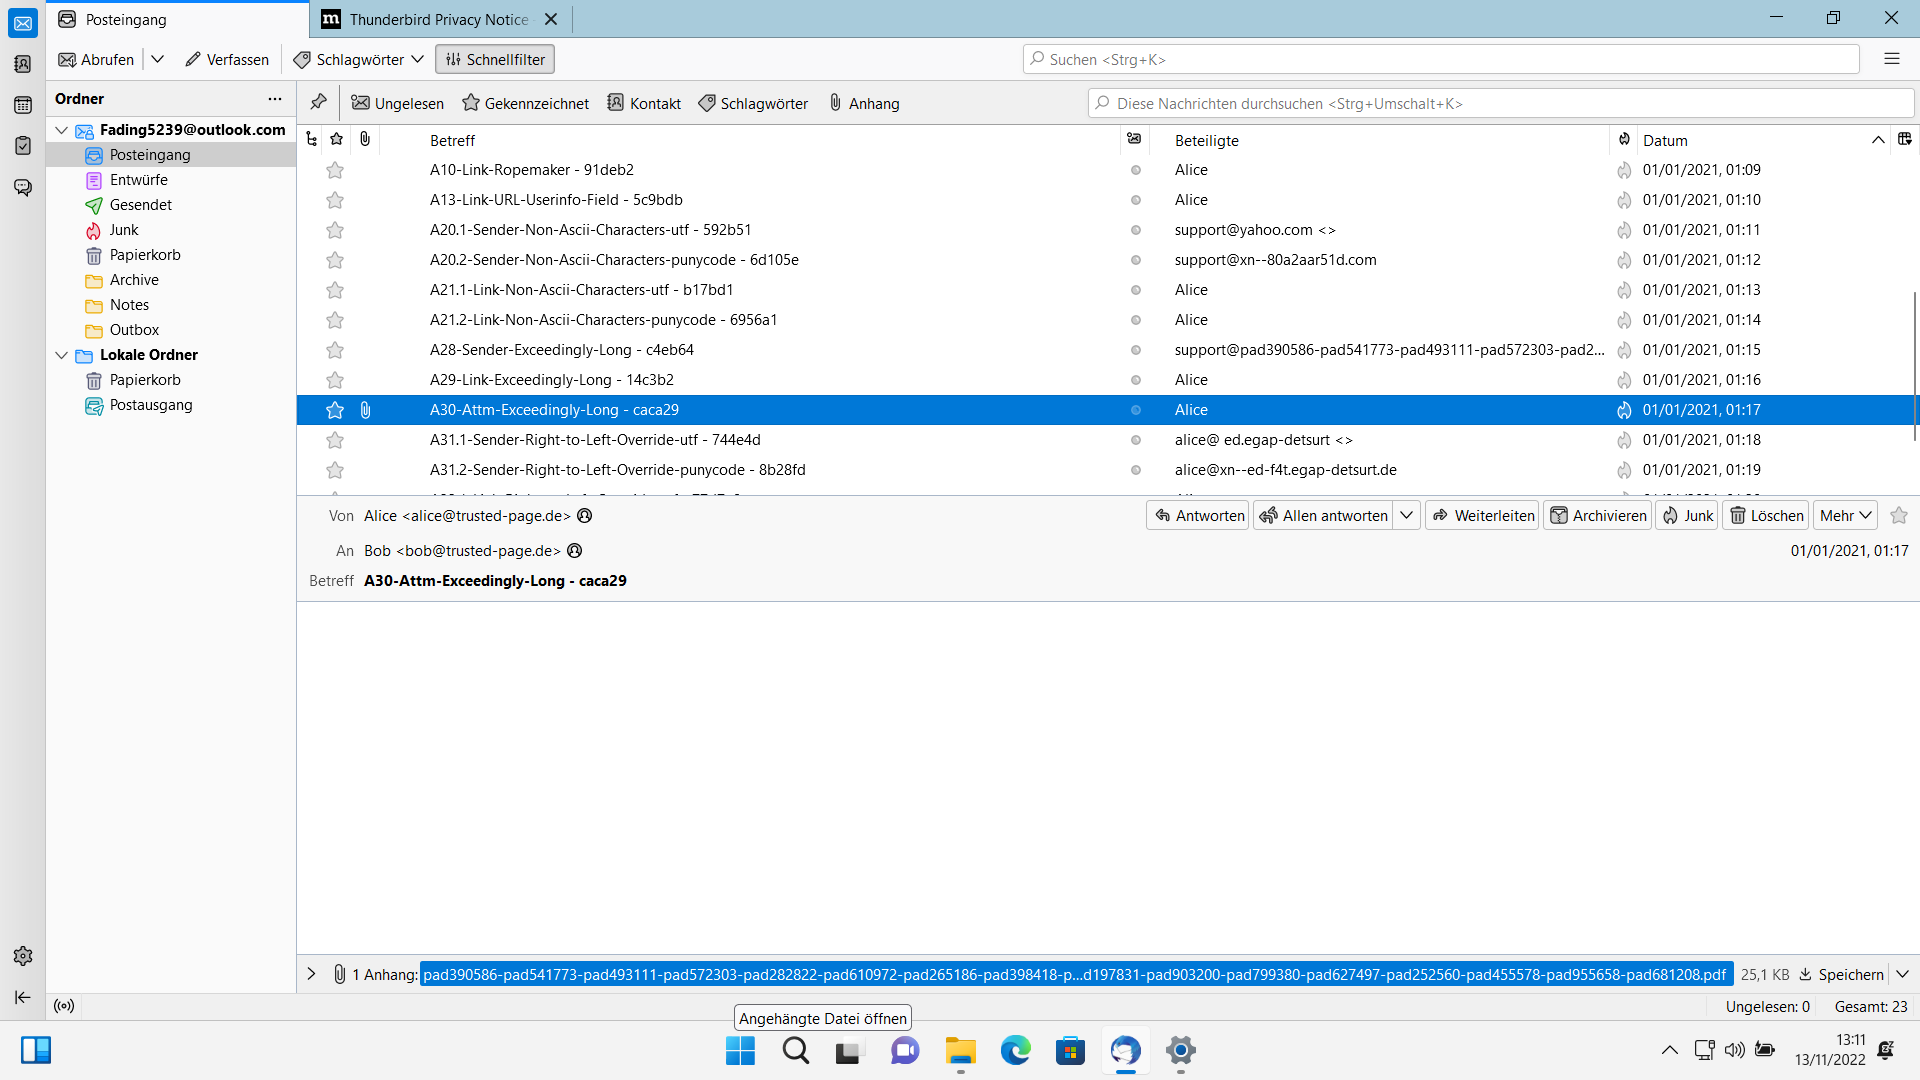 Posteingang
Thunderbird Privacy Notice
Abrufen
Verfassen
Schlagwörter
Schnellfilter
Suchen <Strg+K>
Ordner
Ungelesen
Gekennzeichnet
Kontakt
Schlagwörter
Anhang
Diese Nachrichten durchsuchen <Strg+Umschalt+K>
Fading5239@outlook.com
Posteingang
Entwürfe
Gesendet
Junk
Papierkorb
Archive
Notes
Outbox
Lokale Ordner
Papierkorb
Postausgang
Betreff Beteiligte Datum
A10-Link-Ropemaker - 91deb2 Alice 01/01/2021, 01:09
A13-Link-URL-Userinfo-Field - 5c9bdb Alice 01/01/2021, 01:10
A20.1-Sender-Non-Ascii-Characters-utf - 592b51 support@yahoo.com <> 01/01/2021, 01:11
A20.2-Sender-Non-Ascii-Characters-punycode - 6d105e support@xn--80a2aar51d.com 01/01/2021, 01:12
A21.1-Link-Non-Ascii-Characters-utf - b17bd1 Alice 01/01/2021, 01:13
A21.2-Link-Non-Ascii-Characters-punycode - 6956a1 Alice 01/01/2021, 01:14
A28-Sender-Exceedingly-Long - c4eb64 support@pad390586-pad541773-pad493111-pad572303-pad2... 01/01/2021, 01:15
A29-Link-Exceedingly-Long - 14c3b2 Alice 01/01/2021, 01:16
A30-Attm-Exceedingly-Long - caca29 Alice 01/01/2021, 01:17
A31.1-Sender-Right-to-Left-Override-utf - 744e4d alice@ ed.egap-detsurt <> 01/01/2021, 01:18
A31.2-Sender-Right-to-Left-Override-punycode - 8b28fd alice@xn--ed-f4t.egap-detsurt.de 01/01/2021, 01:19
Von Alice <alice@trusted-page.de>
Antworten
Allen antworten
Weiterleiten
Archivieren
Junk
Löschen
Mehr
An Bob <bob@trusted-page.de> 01/01/2021, 01:17
Betreff A30-Attm-Exceedingly-Long - caca29
1 Anhang: pad390586-pad541773-pad493111-pad572303-pad282822-pad610972-pad265186-pad398418-p...d197831-pad903200-pad799380-pad627497-pad252560-pad455578-pad955658-pad681208.pdf 25,1 KB Speichern
Ungelesen: 0 Gesamt: 23
Angehängte Datei öffnen
13:11
13/11/2022